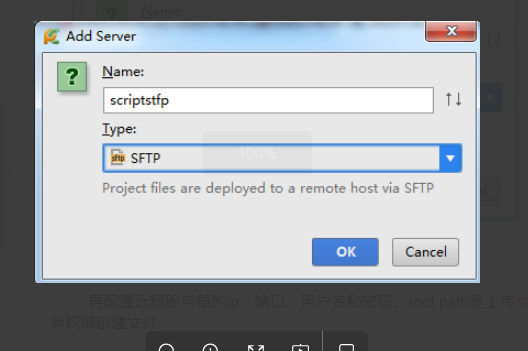 Name:
Add Server
Name:
scriptstfp
Type:
SFTP
100%
Project files are deployed to a remote host via SFTP
OK
Cancel
再配置远程服务器的ip、端口、用户名和密码。root path是上传文
有权限创建文件。